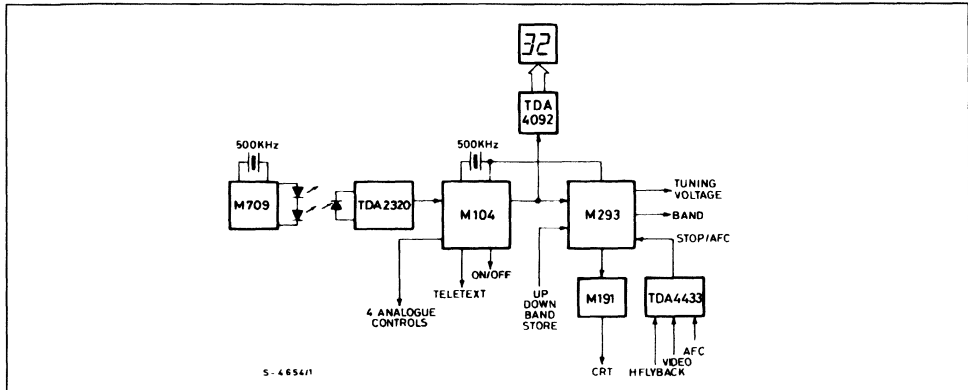 32
TDA
4092
500KHz
500KHz
M709
TDA2320
M104
M293
TUNING
VOLTAGE
BAND
STOP/AFC
ON/OFF
TELETEXT
4 ANALOGUE
CONTROLS
UP
DOWN
BAND
STORE
M191
TDA4433
CRT
HFLYBACK
VIDEO
AFC
S-4654/1